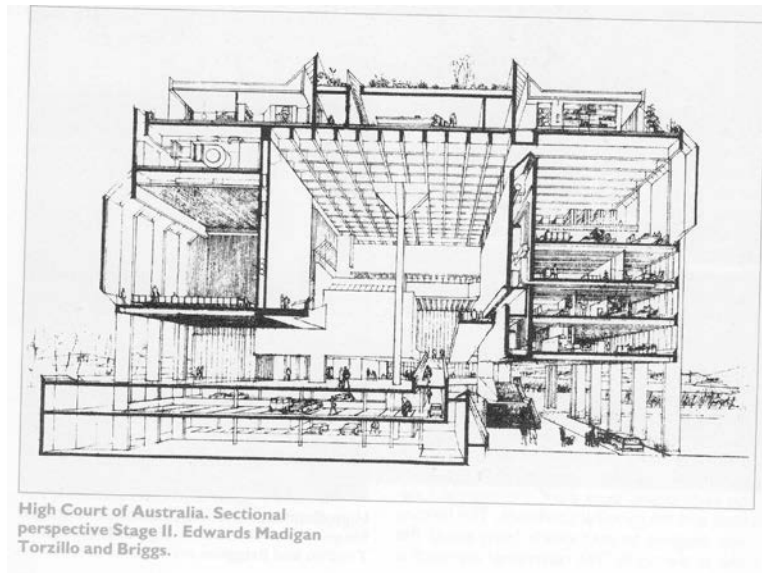 High Court of Australia. Sectional
perspective Stage II. Edwards Madigan
Torzillo and Briggs.